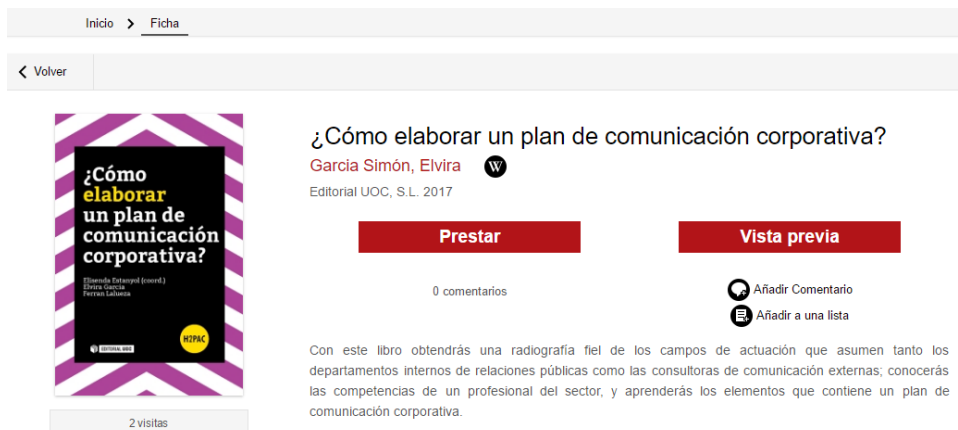 Inicio > Ficha
Volver
¿Cómo
elaborar
un plan de
comunicación
corporativa?
Elisenda Estanyol (coord.)
Elvira García
Ferran Lalueza
H2PAC
EDITORIAL UOC
2 visitas
¿Cómo elaborar un plan de comunicación corporativa?
Garcia Simón, Elvira W
Editorial UOC, S.L. 2017
Prestar
Vista previa
0 comentarios
Añadir Comentario
Añadir a una lista
Con este libro obtendrás una radiografía fiel de los campos de actuación que asumen tanto los
departamentos internos de relaciones públicas como las consultoras de comunicación externas; conocerás
las competencias de un profesional del sector, y aprenderás los elementos que contiene un plan de
comunicación corporativa.